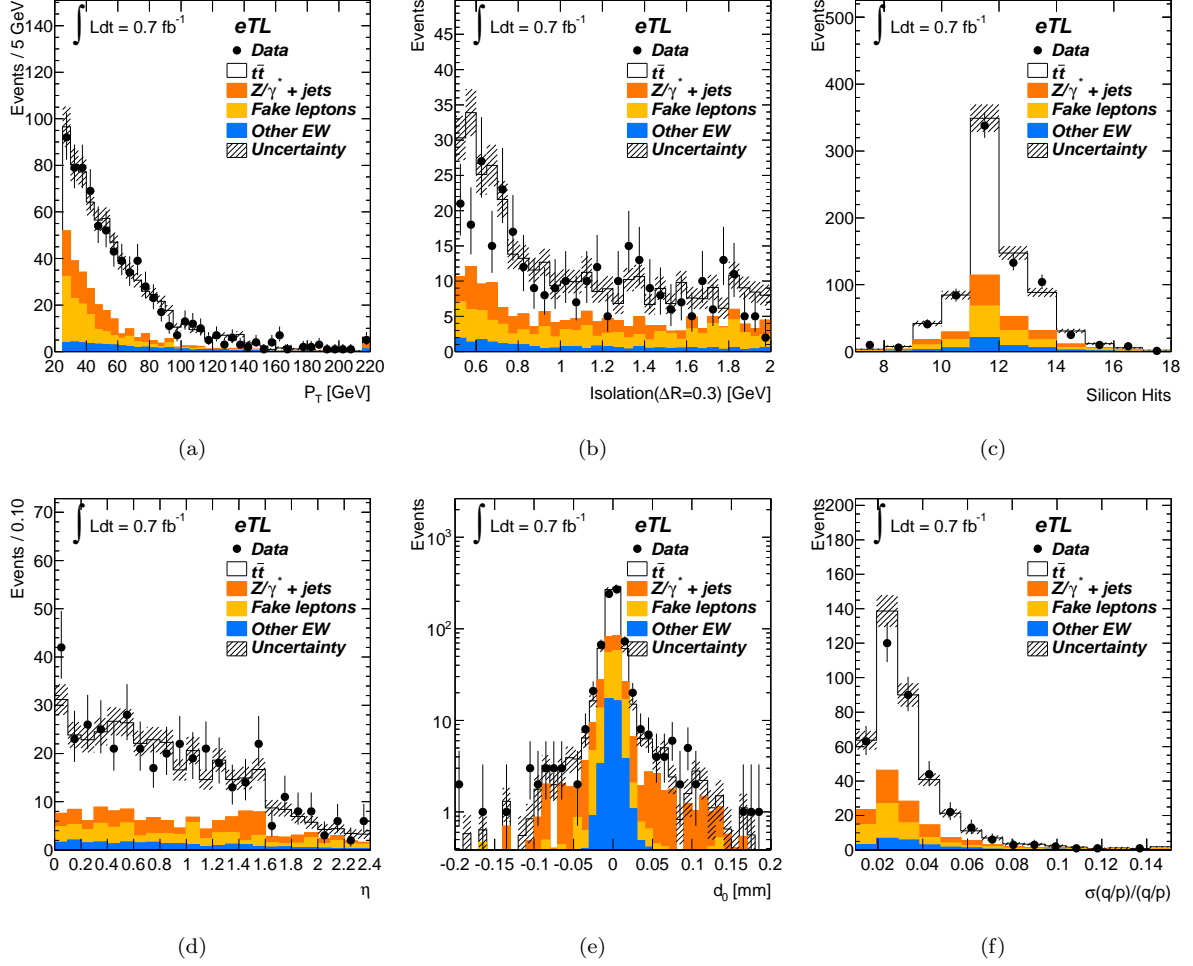 Events / 5 GeV
140
120
100
80
60
40
20
0
∫ Ldt = 0.7 fb-1
eTL
Data
tt̄
Z/γ* + jets
Fake leptons
Other EW
Uncertainty
20 40 60 80 100 120 140 160 180 200 220
P_T [GeV]
(a)
Events
45
40
35
30
25
20
15
10
5
0
∫ Ldt = 0.7 fb-1
eTL
Data
tt̄
Z/γ* + jets
Fake leptons
Other EW
Uncertainty
0.6 0.8 1 1.2 1.4 1.6 1.8 2
Isolation(ΔR=0.3) [GeV]
(b)
Events
500
400
300
200
100
0
∫ Ldt = 0.7 fb-1
eTL
Data
tt̄
Z/γ* + jets
Fake leptons
Other EW
Uncertainty
8 10 12 14 16 18
Silicon Hits
(c)
Events / 0.10
70
60
50
40
30
20
10
0
∫ Ldt = 0.7 fb-1
eTL
Data
tt̄
Z/γ* + jets
Fake leptons
Other EW
Uncertainty
0 0.2 0.4 0.6 0.8 1 1.2 1.4 1.6 1.8 2 2.2 2.4
η
(d)
Events
10^3
10^2
10
1
∫ Ldt = 0.7 fb-1
eTL
Data
tt̄
Z/γ* + jets
Fake leptons
Other EW
Uncertainty
-0.2 -0.15 -0.1 -0.05 0 0.05 0.1 0.15 0.2
d_0 [mm]
(e)
Events
200
180
160
140
120
100
80
60
40
20
0
∫ Ldt = 0.7 fb-1
eTL
Data
tt̄
Z/γ* + jets
Fake leptons
Other EW
Uncertainty
0.02 0.04 0.06 0.08 0.1 0.12 0.14
σ(q/p)/(q/p)
(f)